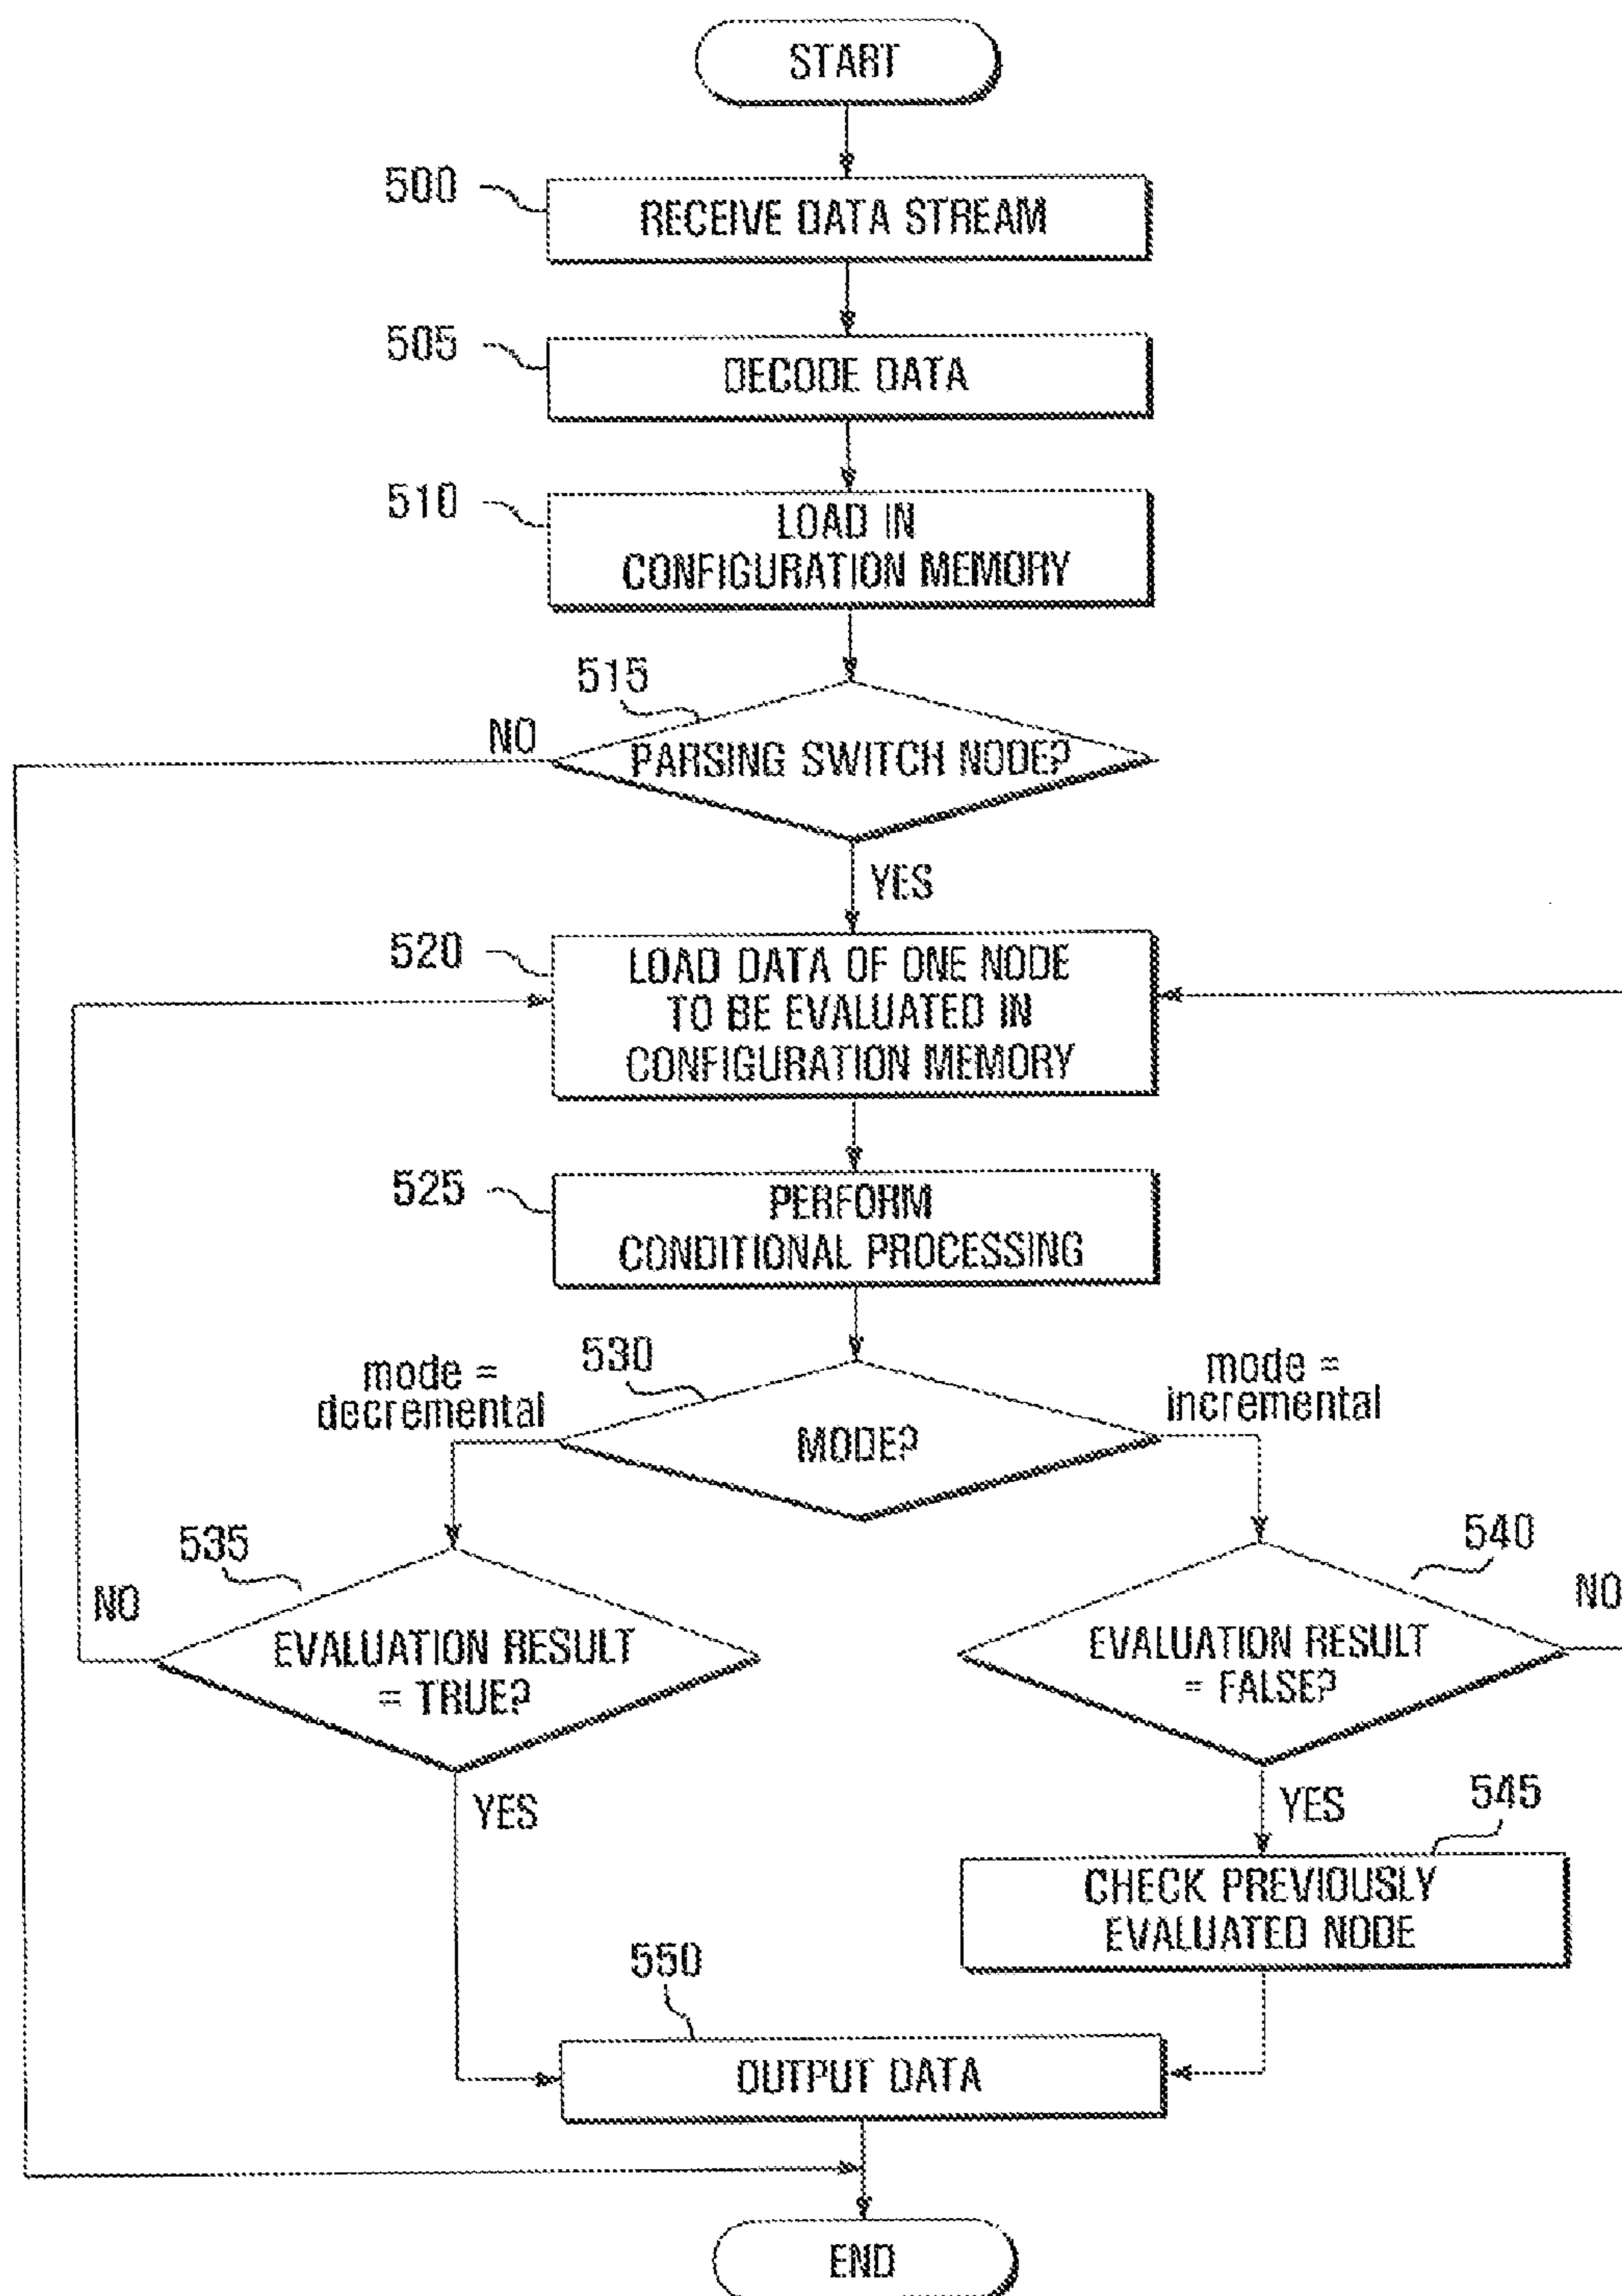 START
500
RECEIVE DATA STREAM
505
DECODE DATA
510
LOAD IN
CONFIGURATION MEMORY
515
NO
PARSING SWITCH NODE?
YES
520
LOAD DATA OF ONE NODE
TO BE EVALUATED IN
CONFIGURATION MEMORY
525
PERFORM
CONDITIONAL PROCESSING
530
mode =
decremental
mode =
incremental
MODE?
535
NO
EVALUATION RESULT
= TRUE?
YES
540
NO
EVALUATION RESULT
= FALSE?
YES
545
CHECK PREVIOUSLY
EVALUATED NODE
550
OUTPUT DATA
END